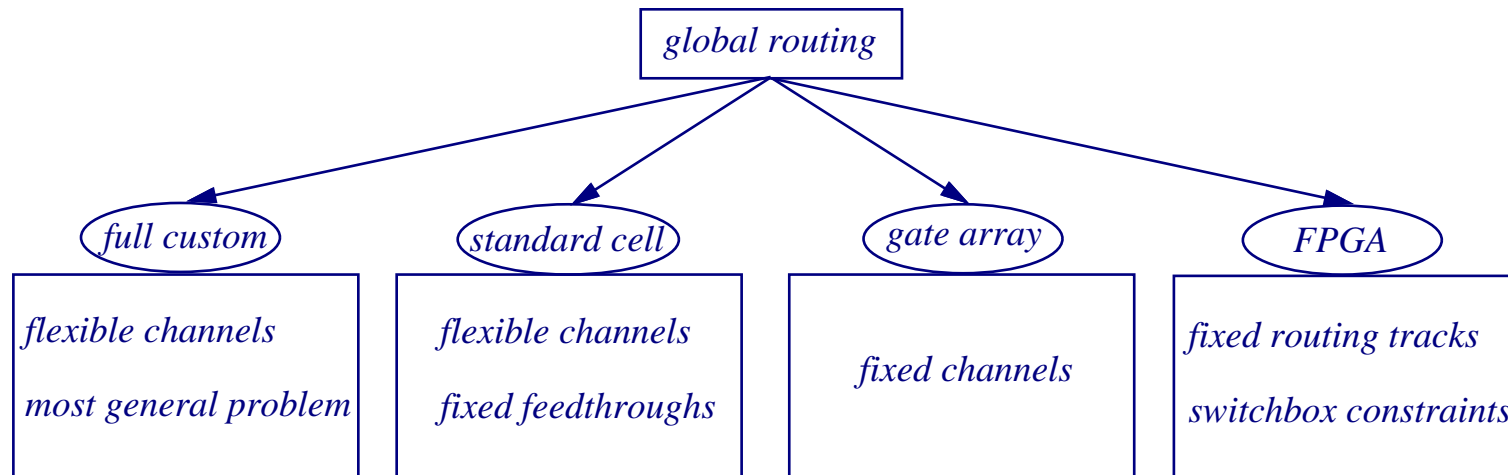 global routing
full custom
standard cell
gate array
FPGA
flexible channels
most general problem
flexible channels
fixed feedthroughs
fixed channels
fixed routing tracks
switchbox constraints